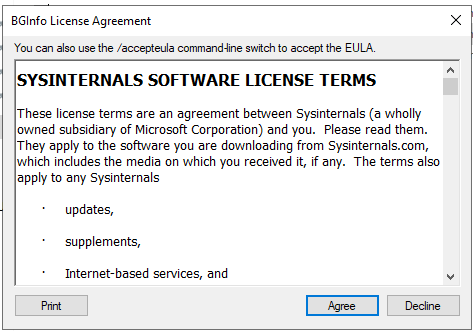 BGInfo License Agreement
You can also use the /accepteula command-line switch to accept the EULA.
SYSINTERNALS SOFTWARE LICENSE TERMS
These license terms are an agreement between Sysinternals (a wholly
owned subsidiary of Microsoft Corporation) and you.  Please read them.
They apply to the software you are downloading from Sysinternals.com,
which includes the media on which you received it, if any.  The terms also
apply to any Sysinternals
· updates,
· supplements,
· Internet-based services, and
Print Agree Decline